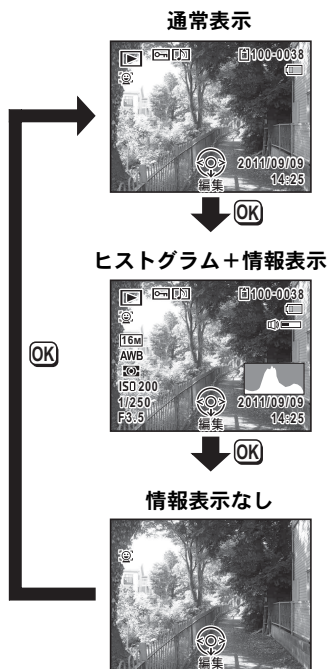 通常表示
100-0038
2011/09/09
14:25
編集
OK
ヒストグラム＋情報表示
100-0038
16M
AWB
ISO 200
1/250
F3.5
2011/09/09
14:25
編集
OK
OK
情報表示なし
編集